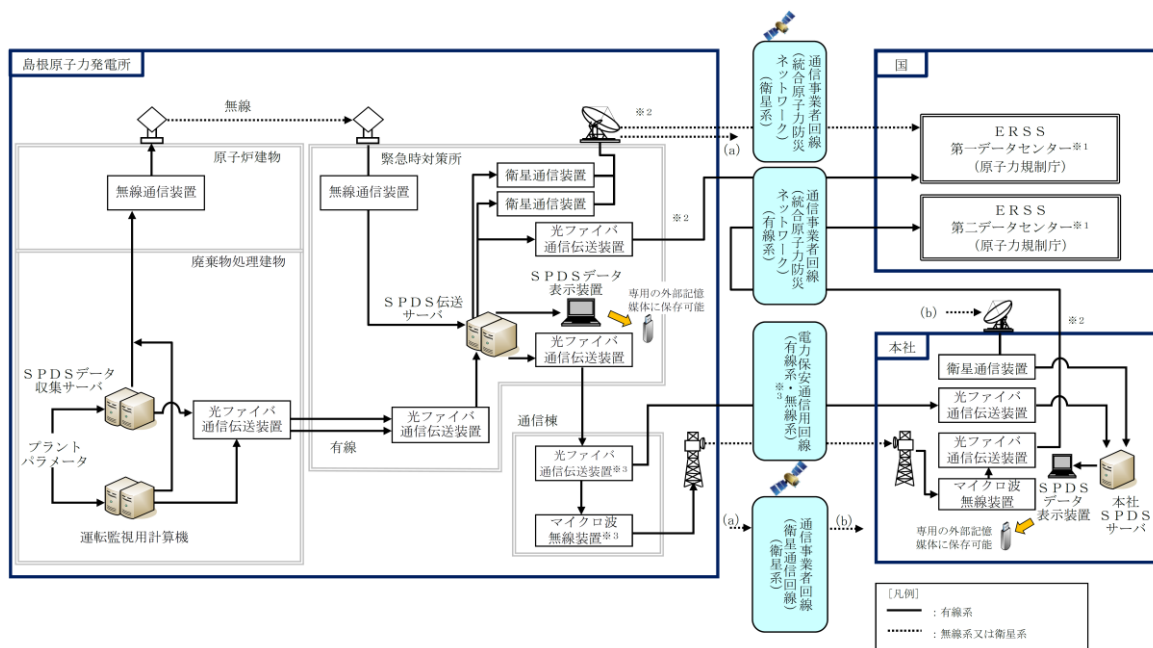 島根原子力発電所
無線
※2
(a)
原子炉建物
無線通信装置
緊急時対策所
無線通信装置
衛星通信装置
衛星通信装置
※2
光ファイバ
通信伝送装置
廃棄物処理建物
SPDSデータ
表示装置
専用の外部記憶
媒体に保存可能
SPDS伝送
サーバ
光ファイバ
通信伝送装置
SPDSデータ
収集サーバ
光ファイバ
通信伝送装置
光ファイバ
通信伝送装置
有線
プラント
パラメータ
運転監視用計算機
通信棟
光ファイバ
通信伝送装置※3
マイクロ波
無線装置※3
通信事業者回線
(統合原子力防災
ネットワーク)
(衛星系)
通信事業者回線
(統合原子力防災
ネットワーク)
(有線系)
電力保安通信用回線
(有線系・無線系)
※3
(a)
通信事業者回線
(衛星通信回線)
(衛星系)
(b)
国
ERSS
第一データセンター※1
(原子力規制庁)
ERSS
第二データセンター※1
(原子力規制庁)
(b)
※2
本社
衛星通信装置
光ファイバ
通信伝送装置
光ファイバ
通信伝送装置
マイクロ波
無線装置
SPDS
データ
表示装置
本社
SPDS
サーバ
専用の外部記憶
媒体に保存可能
[凡例]
:有線系
:無線系又は衛星系